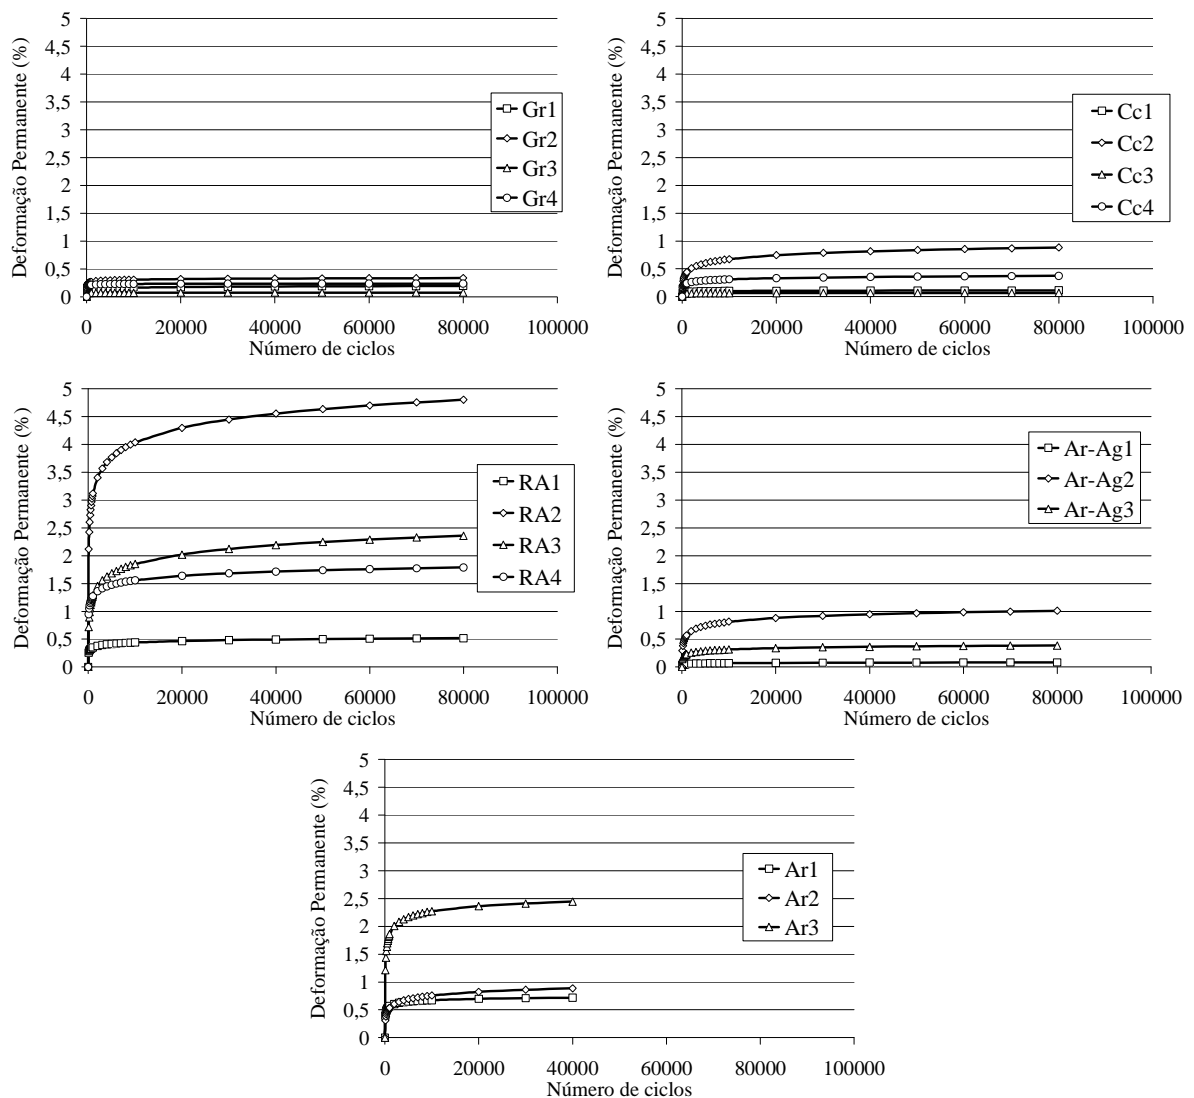 Deformação Permanente (%)
5
4,5
4
3,5
3
2,5
2
1,5
1
0,5
0
Gr1
Gr2
Gr3
Gr4
0 20000 40000 60000 80000 100000
Número de ciclos
Deformação Permanente (%)
5
4,5
4
3,5
3
2,5
2
1,5
1
0,5
0
Cc1
Cc2
Cc3
Cc4
0 20000 40000 60000 80000 100000
Número de ciclos
Deformação Permanente (%)
5
4,5
4
3,5
3
2,5
2
1,5
1
0,5
0
RA1
RA2
RA3
RA4
0 20000 40000 60000 80000 100000
Número de ciclos
Deformação Permanente (%)
5
4,5
4
3,5
3
2,5
2
1,5
1
0,5
0
Ar-Ag1
Ar-Ag2
Ar-Ag3
0 20000 40000 60000 80000 100000
Número de ciclos
Deformação Permanente (%)
5
4,5
4
3,5
3
2,5
2
1,5
1
0,5
0
Ar1
Ar2
Ar3
0 20000 40000 60000 80000 100000
Número de ciclos